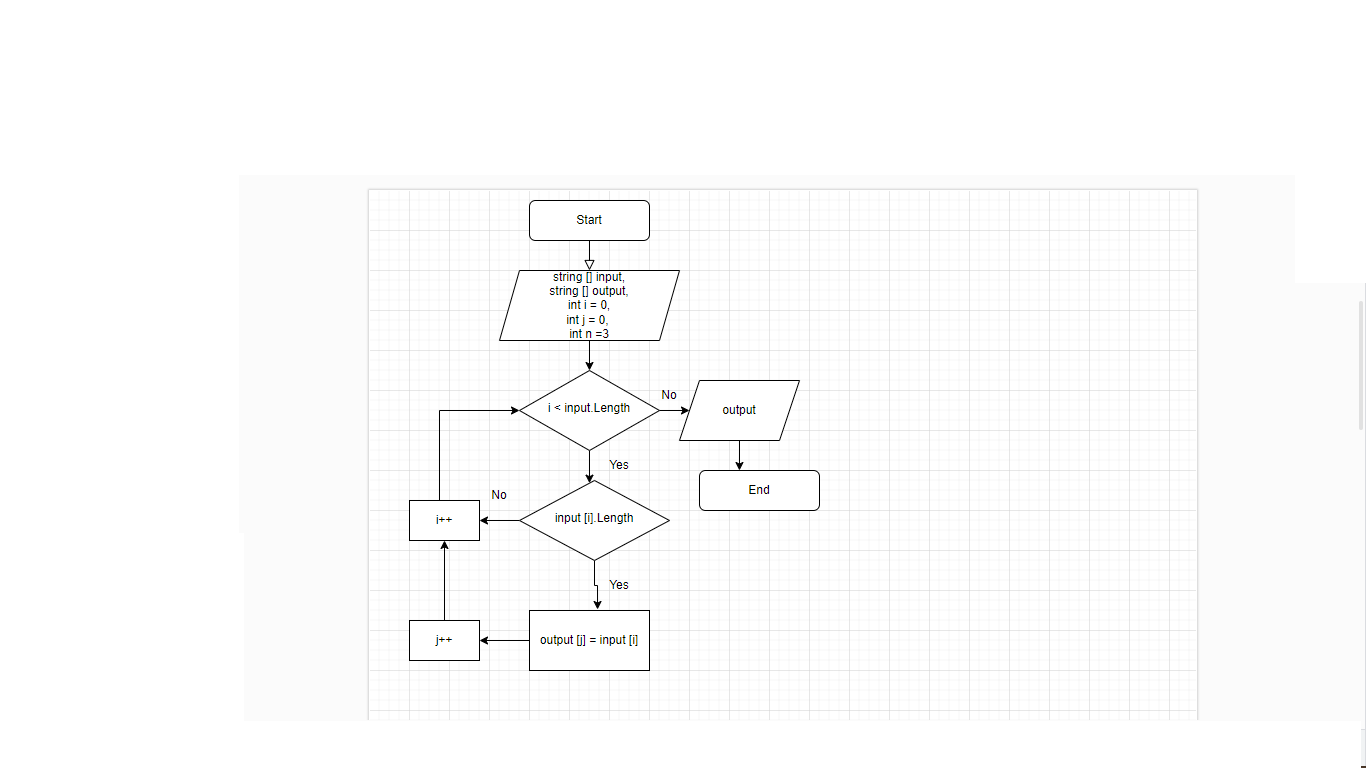 Start
string [] input,
string [] output,
int i = 0,
int j = 0,
int n =3
i < input.Length
No
output
Yes
End
No
input [i].Length
i++
Yes
j++
output [j] = input [i]